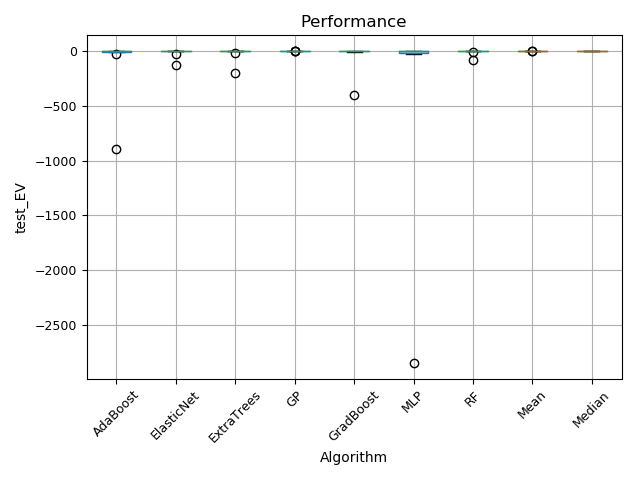 Performance
test_EV
0
−500
−1000
−1500
−2000
−2500
AdaBoost
ElasticNet
ExtraTrees
GP
GradBoost
MLP
RF
Mean
Median
Algorithm